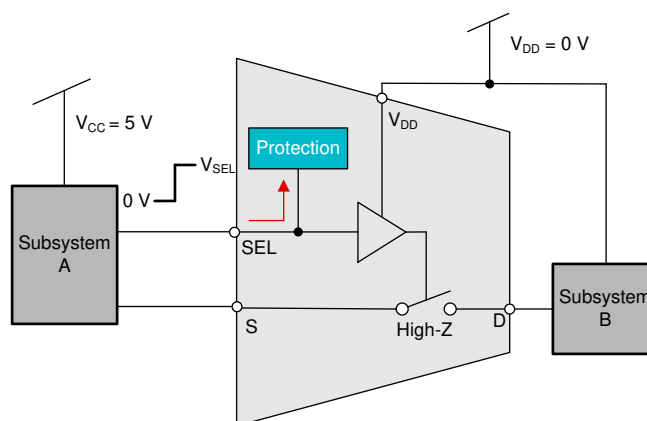 V_DD = 0 V
V_CC = 5 V
V_DD
Protection
V_SEL
0 V
Subsystem
A
SEL
S
High-Z
D
Subsystem
B